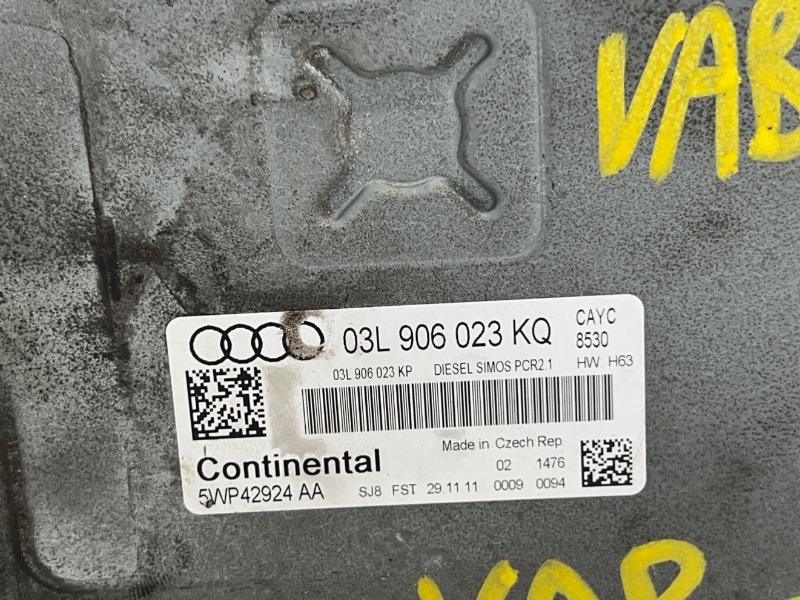 VAB
03L 906 023 KQ CAYC
8530
03L 906 023 KP DIESEL SIMOS PCR2.1 HW H63
Made in Czech Rep.
Continental 02 1476
5WP42924 AA SJ8 FST 29.11.11 0009 0094